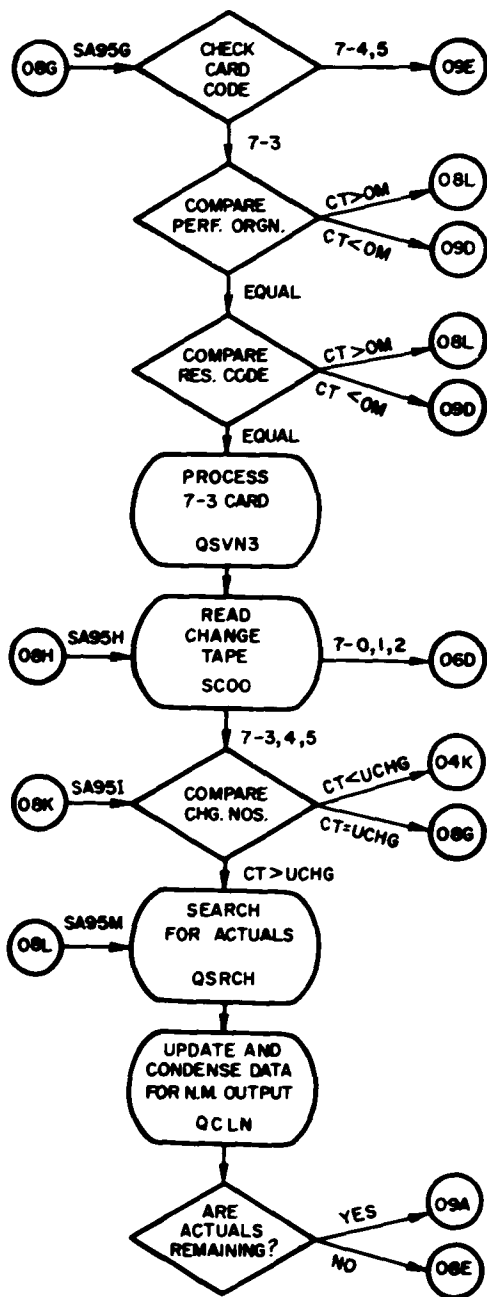 08G
SA95G
CHECK
CARD
CODE
7-4,5
09E
7-3
COMPARE
PERF. ORGN.
CT>OM
08L
CT<OM
09D
EQUAL
COMPARE
RES. CODE
CT>OM
08L
CT<OM
09D
EQUAL
PROCESS
7-3 CARD
QSVN3
08H
SA95H
READ
CHANGE
TAPE
SCOO
7-0,1,2
06D
7-3,4,5
08K
SA95I
COMPARE
CHG. NOS.
CT<UCHG
04K
CT=UCHG
08G
CT>UCHG
08L
SA95M
SEARCH
FOR ACTUALS
QSRCH
UPDATE AND
CONDENSE DATA
FOR N.M. OUTPUT
QCLN
ARE
ACTUALS
REMAINING?
YES
09A
NO
08E